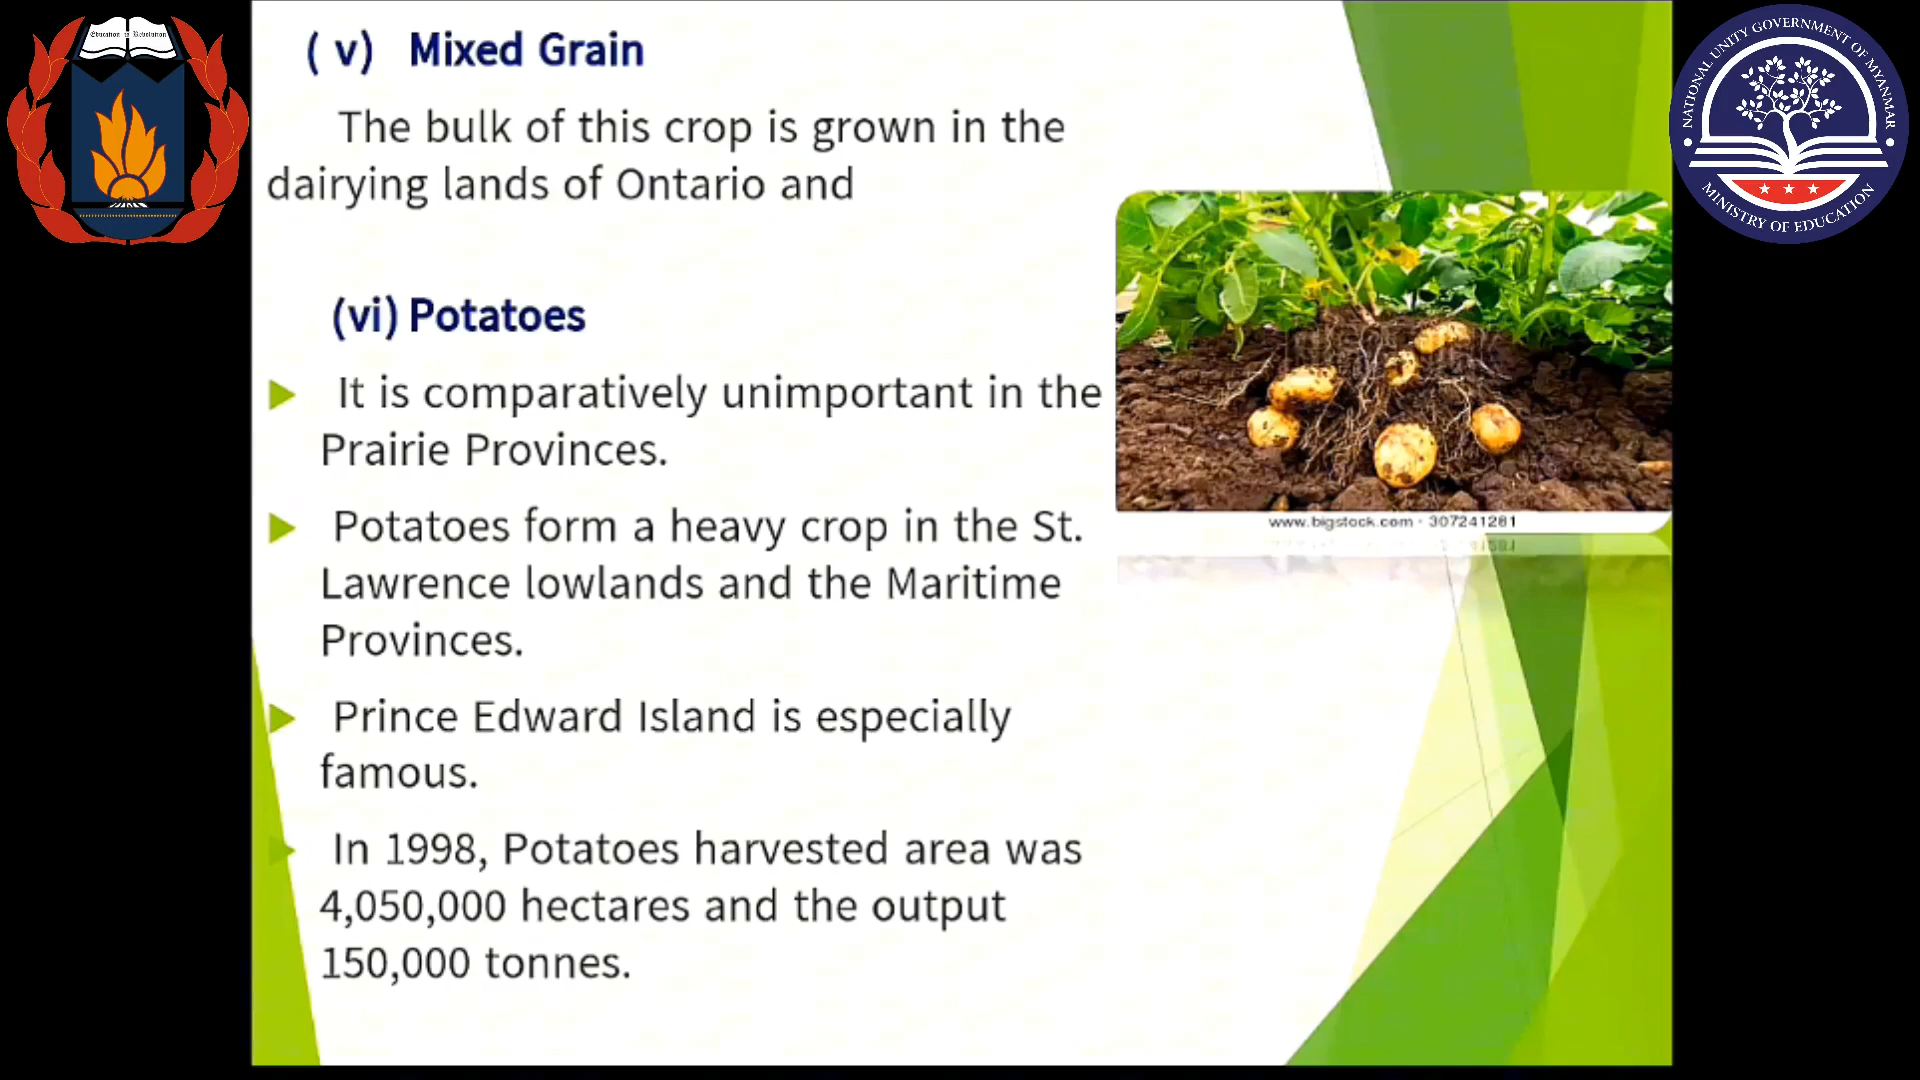 Education in Revolution
NATIONAL UNITY GOVERNMENT OF MYANMAR
MINISTRY OF EDUCATION
( v) Mixed Grain
The bulk of this crop is grown in the
dairying lands of Ontario and
(vi) Potatoes
It is comparatively unimportant in the
Prairie Provinces.
Potatoes form a heavy crop in the St.
Lawrence lowlands and the Maritime
Provinces.
Prince Edward Island is especially
famous.
In 1998, Potatoes harvested area was
4,050,000 hectares and the output
150,000 tonnes.
www.bigstock.com · 307241281